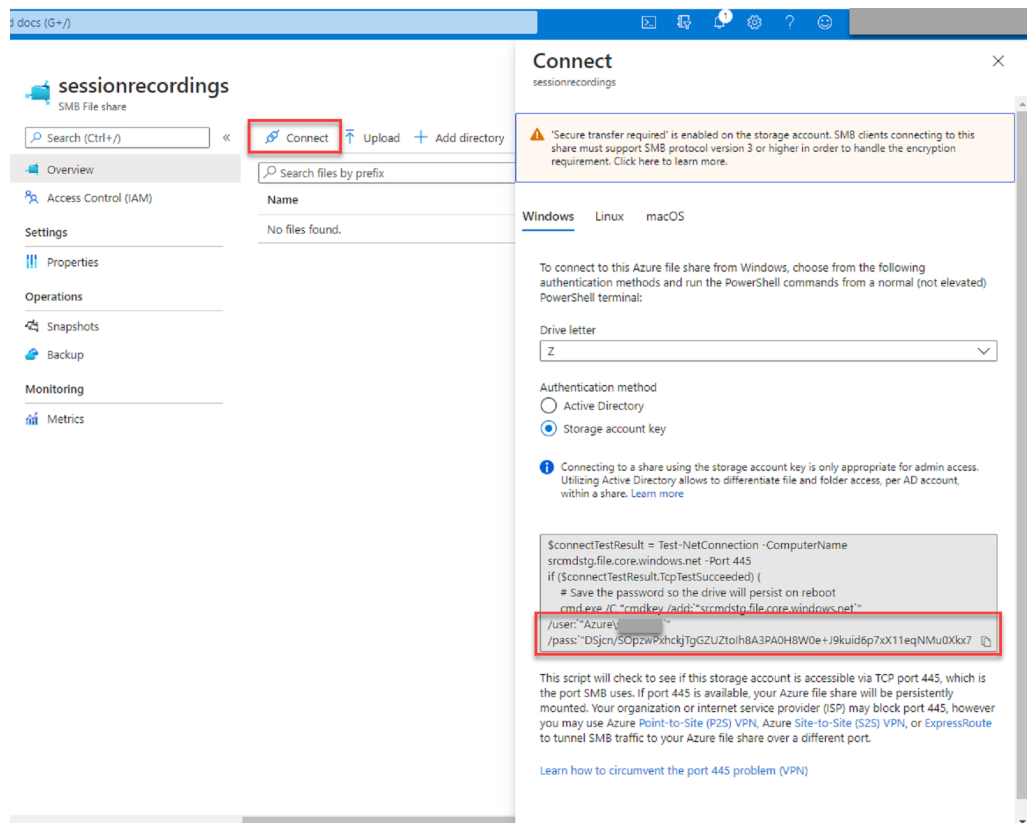 d docs (G+/)
1
sessionrecordings
SMB File share
Search (Ctrl+/)
«
Connect
Upload
Add directory
Overview
Search files by prefix
Access Control (IAM)
Name
Settings
No files found.
Properties
Operations
Snapshots
Backup
Monitoring
Metrics
Connect
sessionrecordings
'Secure transfer required' is enabled on the storage account. SMB clients connecting to this
share must support SMB protocol version 3 or higher in order to handle the encryption
requirement. Click here to learn more.
Windows
Linux
macOS
To connect to this Azure file share from Windows, choose from the following
authentication methods and run the PowerShell commands from a normal (not elevated)
PowerShell terminal:
Drive letter
Z
Authentication method
Active Directory
Storage account key
Connecting to a share using the storage account key is only appropriate for admin access.
Utilizing Active Directory allows to differentiate file and folder access, per AD account,
within a share. Learn more
$connectTestResult = Test-NetConnection -ComputerName
srcmdstg.file.core.windows.net -Port 445
if ($connectTestResult.TcpTestSucceeded) {
# Save the password so the drive will persist on reboot
cmd.exe /C "cmdkey /add:`"srcmdstg.file.core.windows.net`"
/user:`"Azure\ `"
/pass:`"
This script will check to see if this storage account is accessible via TCP port 445, which is
the port SMB uses. If port 445 is available, your Azure file share will be persistently
mounted. Your organization or internet service provider (ISP) may block port 445, however
you may use Azure Point-to-Site (P2S) VPN, Azure Site-to-Site (S2S) VPN, or ExpressRoute
to tunnel SMB traffic to your Azure file share over a different port.
Learn how to circumvent the port 445 problem (VPN)